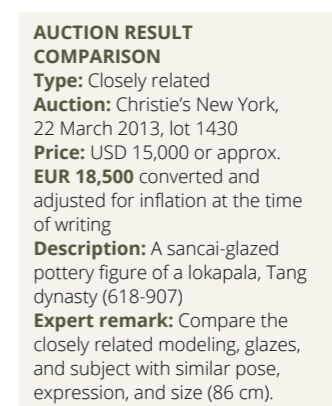 AUCTION RESULT
COMPARISON
Type: Closely related
Auction: Christie’s New York,
22 March 2013, lot 1430
Price: USD 15,000 or approx.
EUR 18,500 converted and
adjusted for inflation at the time
of writing
Description: A sancai-glazed
pottery figure of a lokapala, Tang
dynasty (618-907)
Expert remark: Compare the
closely related modeling, glazes,
and subject with similar pose,
expression, and size (86 cm).